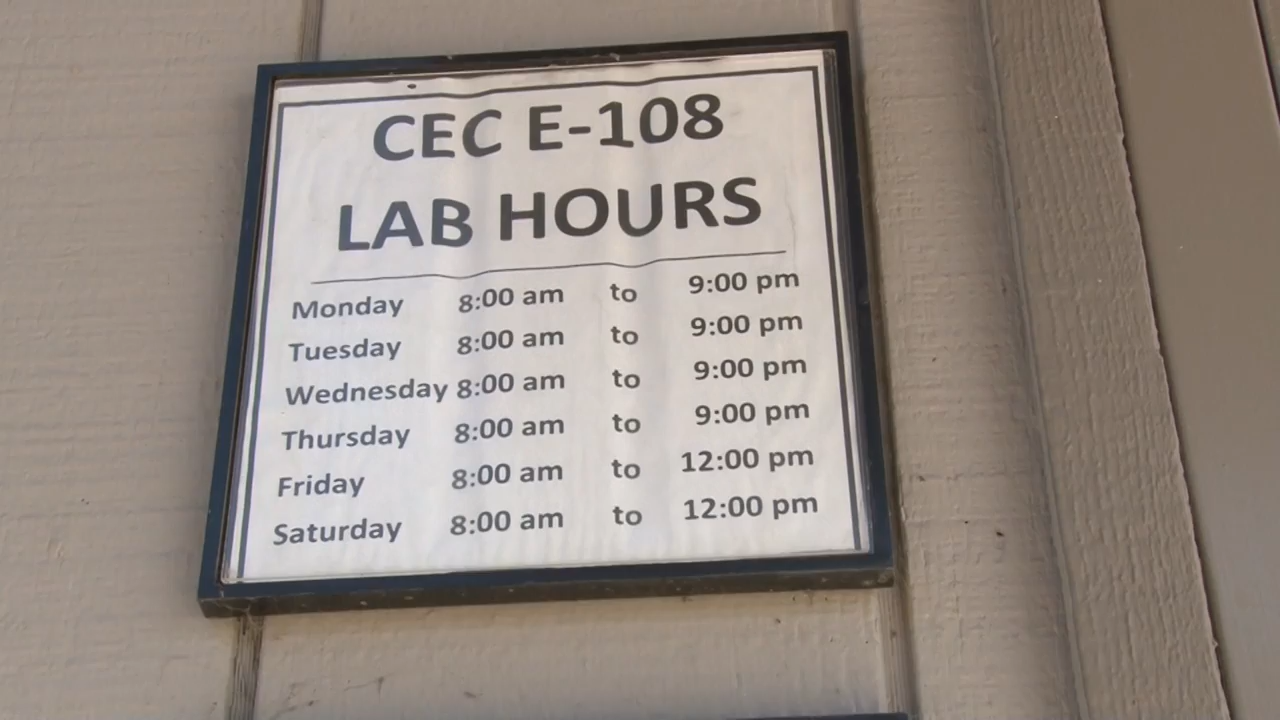 CEC E-108
LAB HOURS
Monday 8:00 am to 9:00 pm
Tuesday 8:00 am to 9:00 pm
Wednesday 8:00 am to 9:00 pm
Thursday 8:00 am to 9:00 pm
Friday 8:00 am to 12:00 pm
Saturday 8:00 am to 12:00 pm